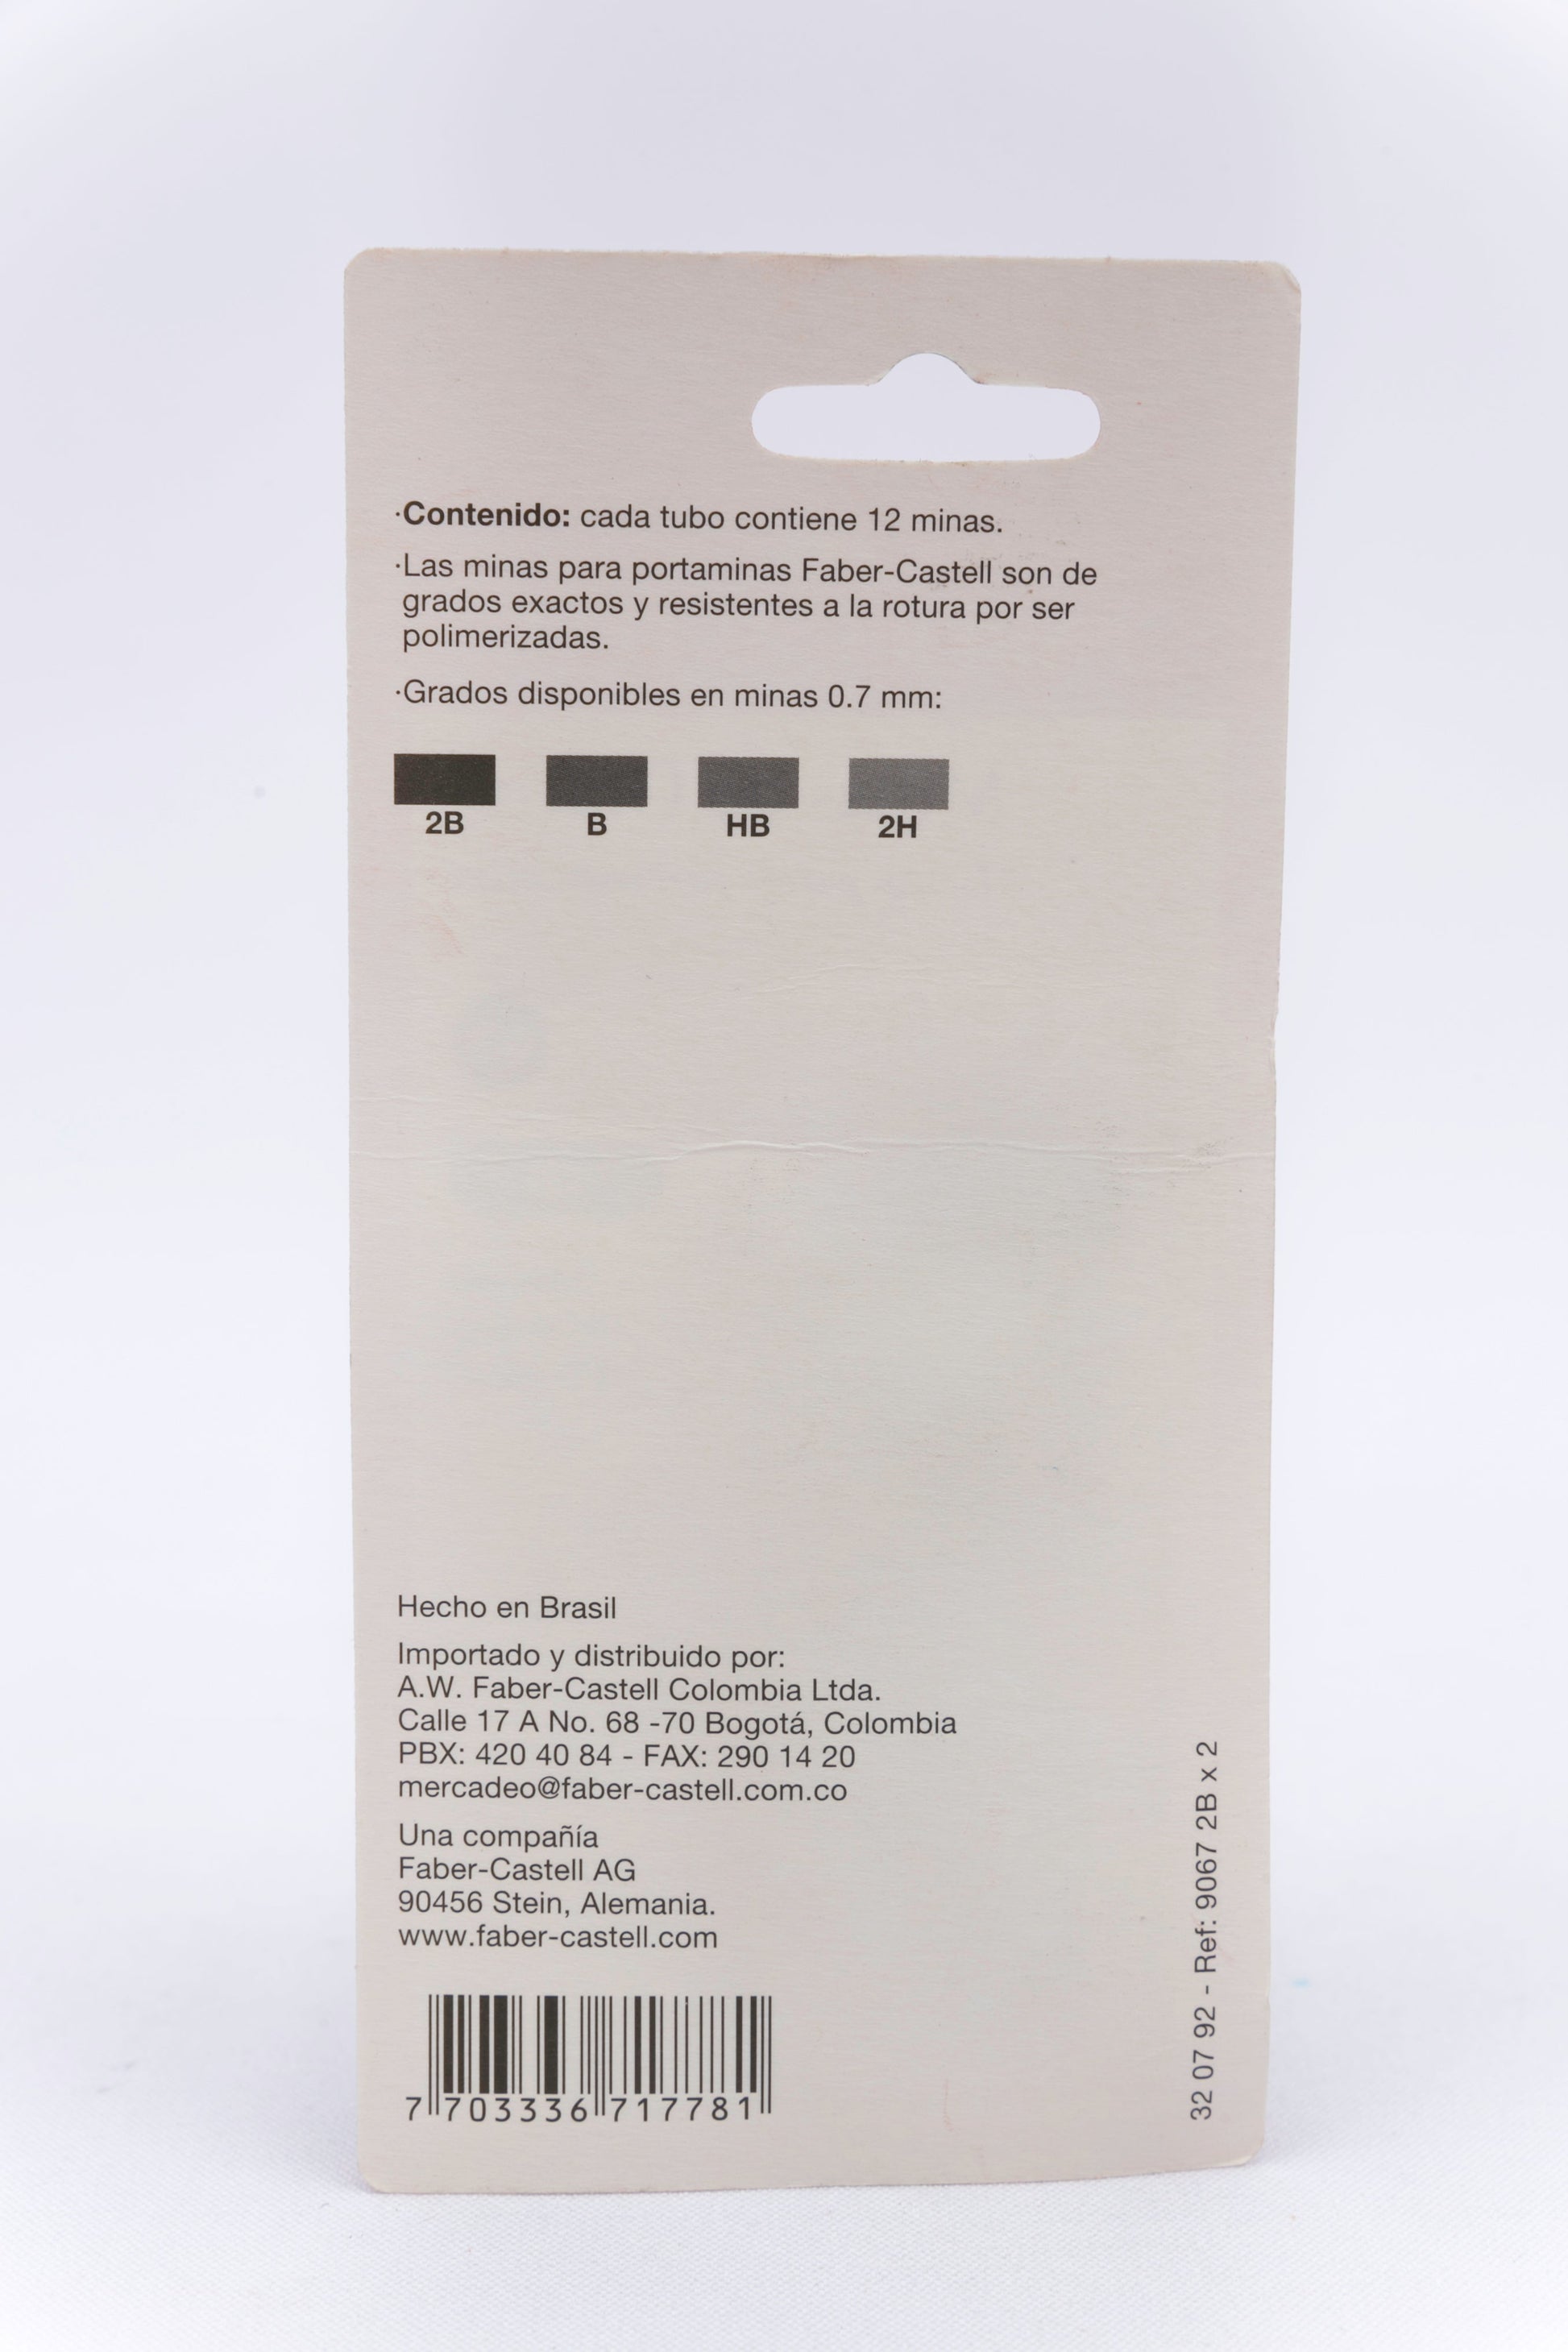 ·Contenido: cada tubo contiene 12 minas.
·Las minas para portaminas Faber-Castell son de
grados exactos y resistentes a la rotura por ser
polimerizadas.
·Grados disponibles en minas 0.7 mm:
2B B HB 2H
Hecho en Brasil
Importado y distribuido por:
A.W. Faber-Castell Colombia Ltda.
Calle 17 A No. 68 -70 Bogotá, Colombia
PBX: 420 40 84 - FAX: 290 14 20
mercadeo@faber-castell.com.co
Una compañía
Faber-Castell AG
90456 Stein, Alemania.
www.faber-castell.com
7 703336 717781
32 07 92 - Ref: 9067 2B x 2